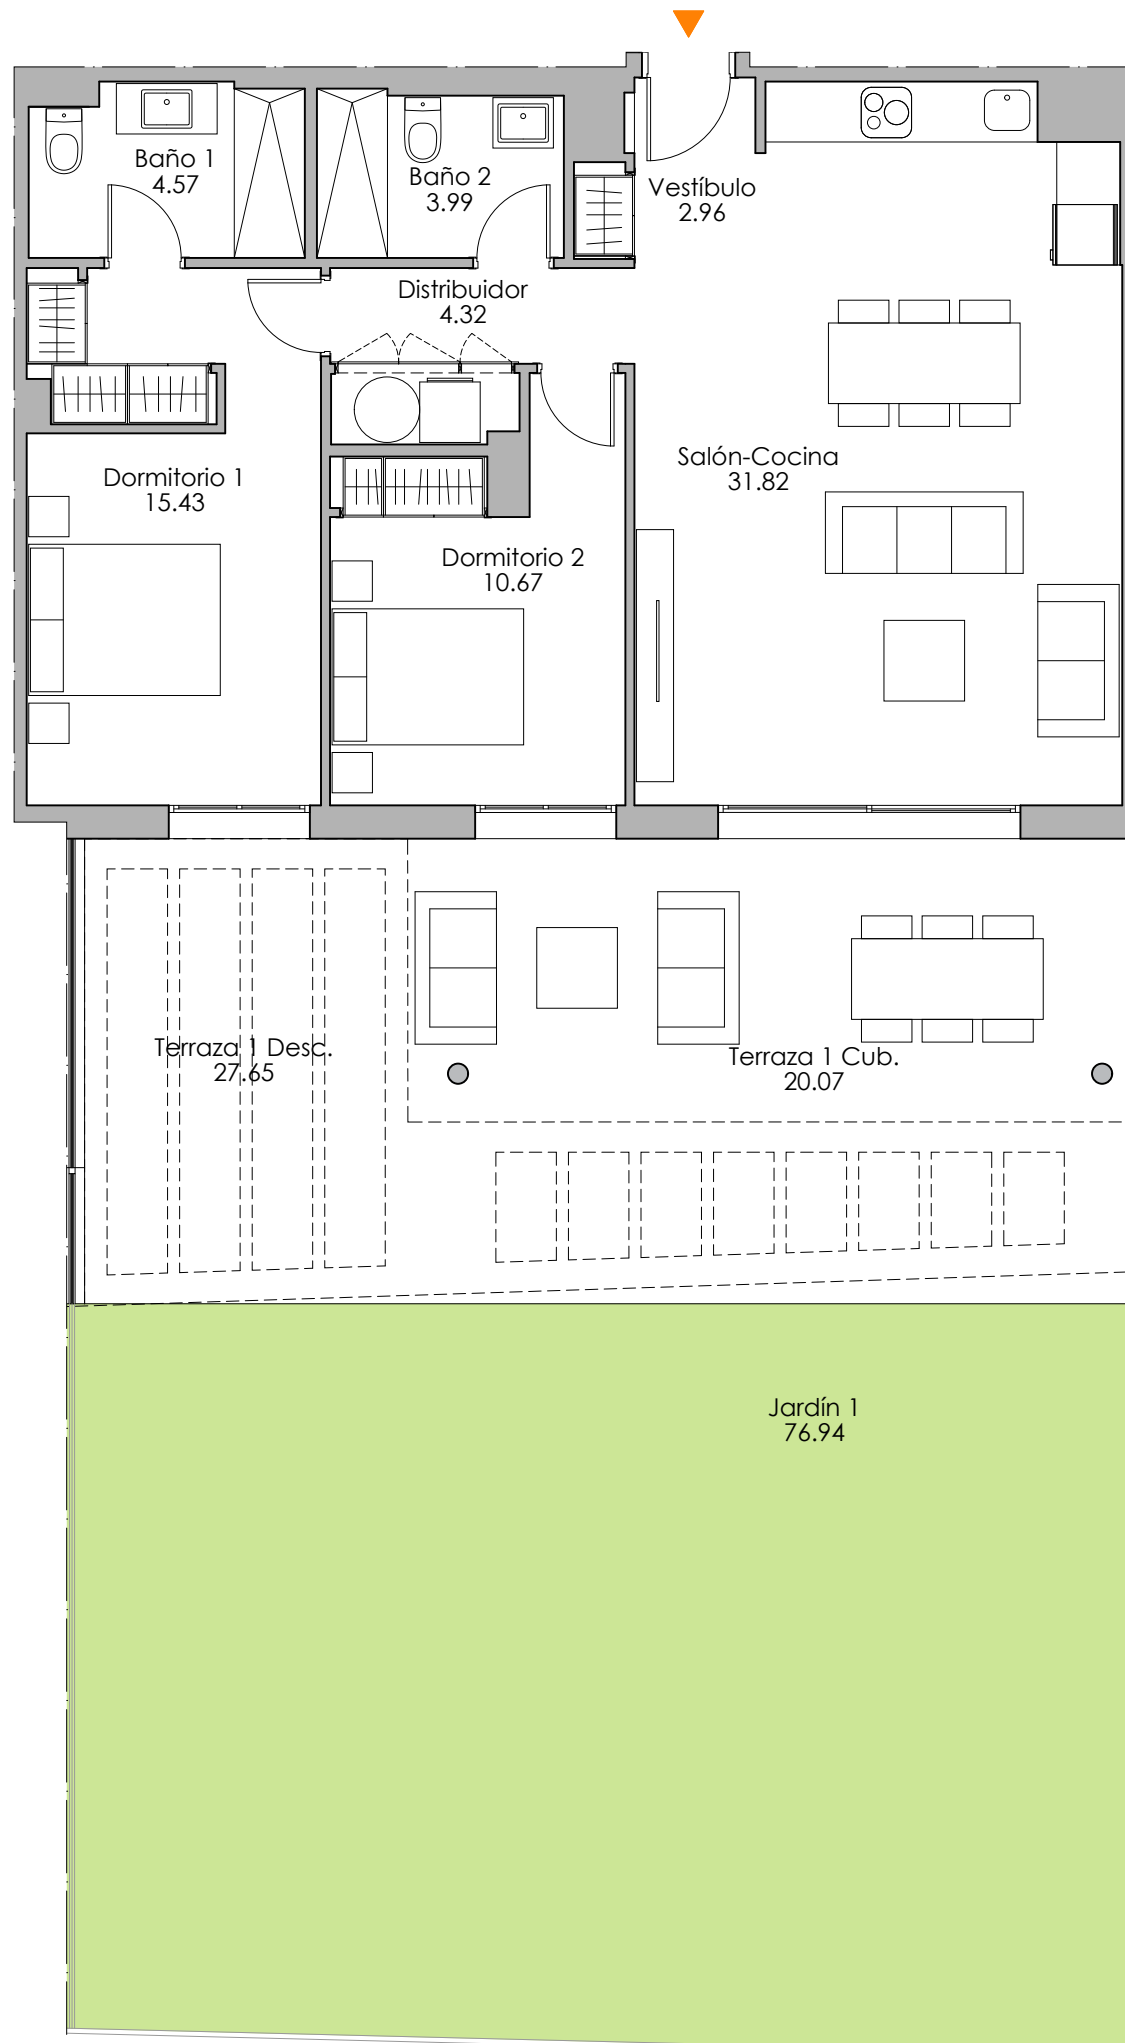 Baño 1
4.57
Baño 2
3.99
Vestíbulo
2.96
Distribuidor
4.32
Salón-Cocina
31.82
Dormitorio 1
15.43
Dormitorio 2
10.67
Terraza 1 Desc.
27.65
Terraza 1 Cub.
20.07
Jardín 1
76.94